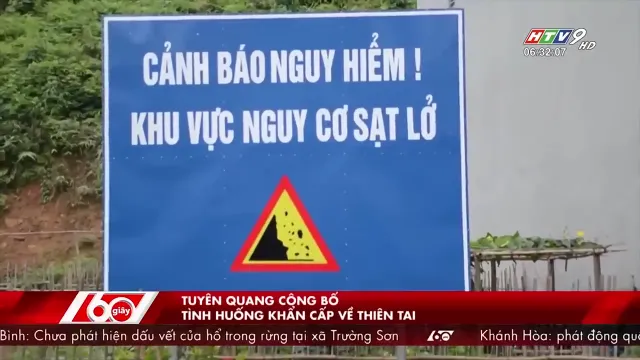 HTV9 HD
06:32:07
CẢNH BÁO NGUY HIỂM !
KHU VỰC NGUY CƠ SẠT LỞ
60 giây
TUYÊN QUANG CÔNG BỐ
TÌNH HUỐNG KHẨN CẤP VỀ THIÊN TAI
Bình: Chưa phát hiện dấu vết của hổ trong rừng tại xã Trường Sơn 60 Khánh Hòa: phát động qu